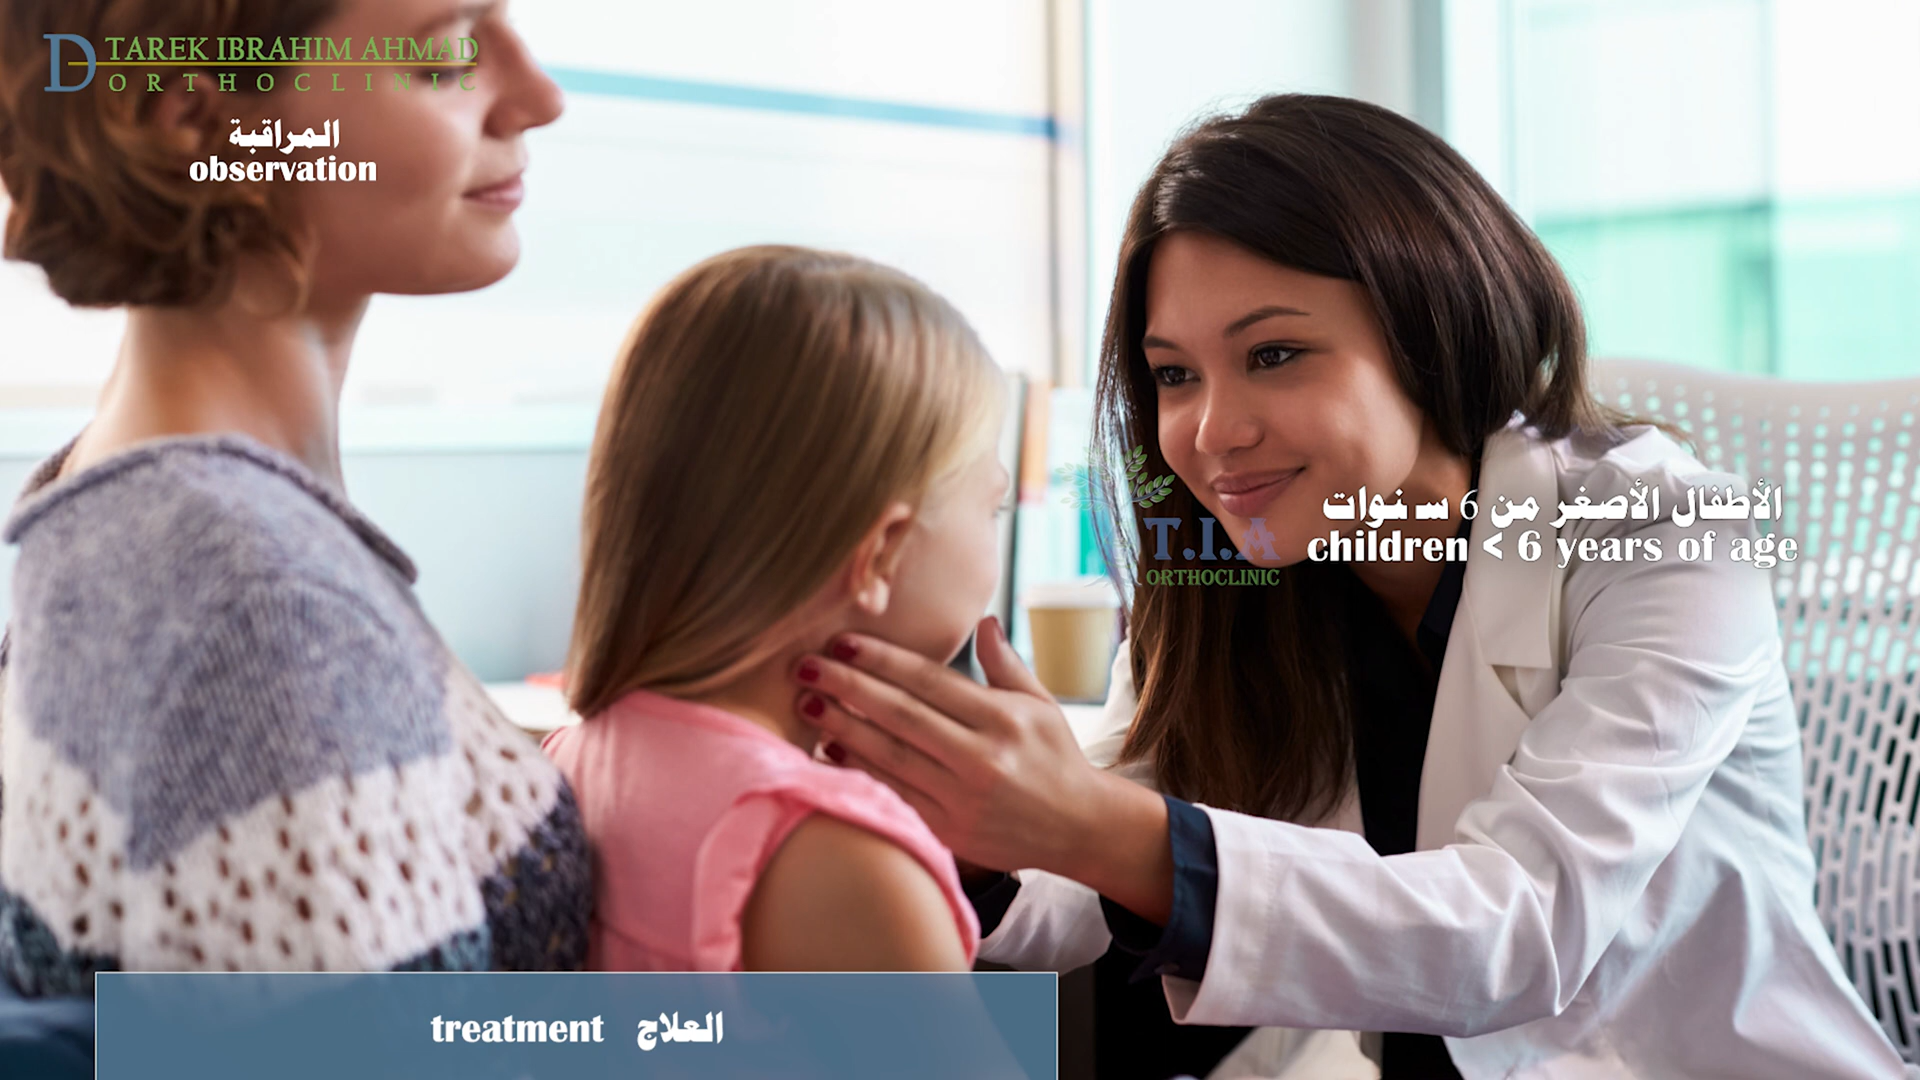 D TAREK IBRAHIM AHMAD
ORTHOCLINIC
المراقبة
observation
الأطفال الأصغر من 6 سنوات
children < 6 years of age
T.I.A
ORTHOCLINIC
treatment العلاج